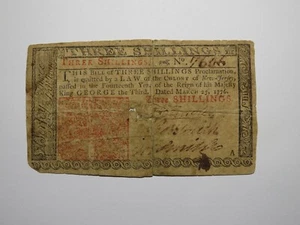 THREE SHILLINGS.
THREE SHILLINGS. No.
THIS Bill of THREE SHILLINGS Proclamation,
is emitted by a LAW of the COLONY of New-Jersey,
passed in the Fourteenth Year, of the Reign of his Majesty
King GEORGE the Third. Dated March 25, 1776.
Three SHILLINGS
A